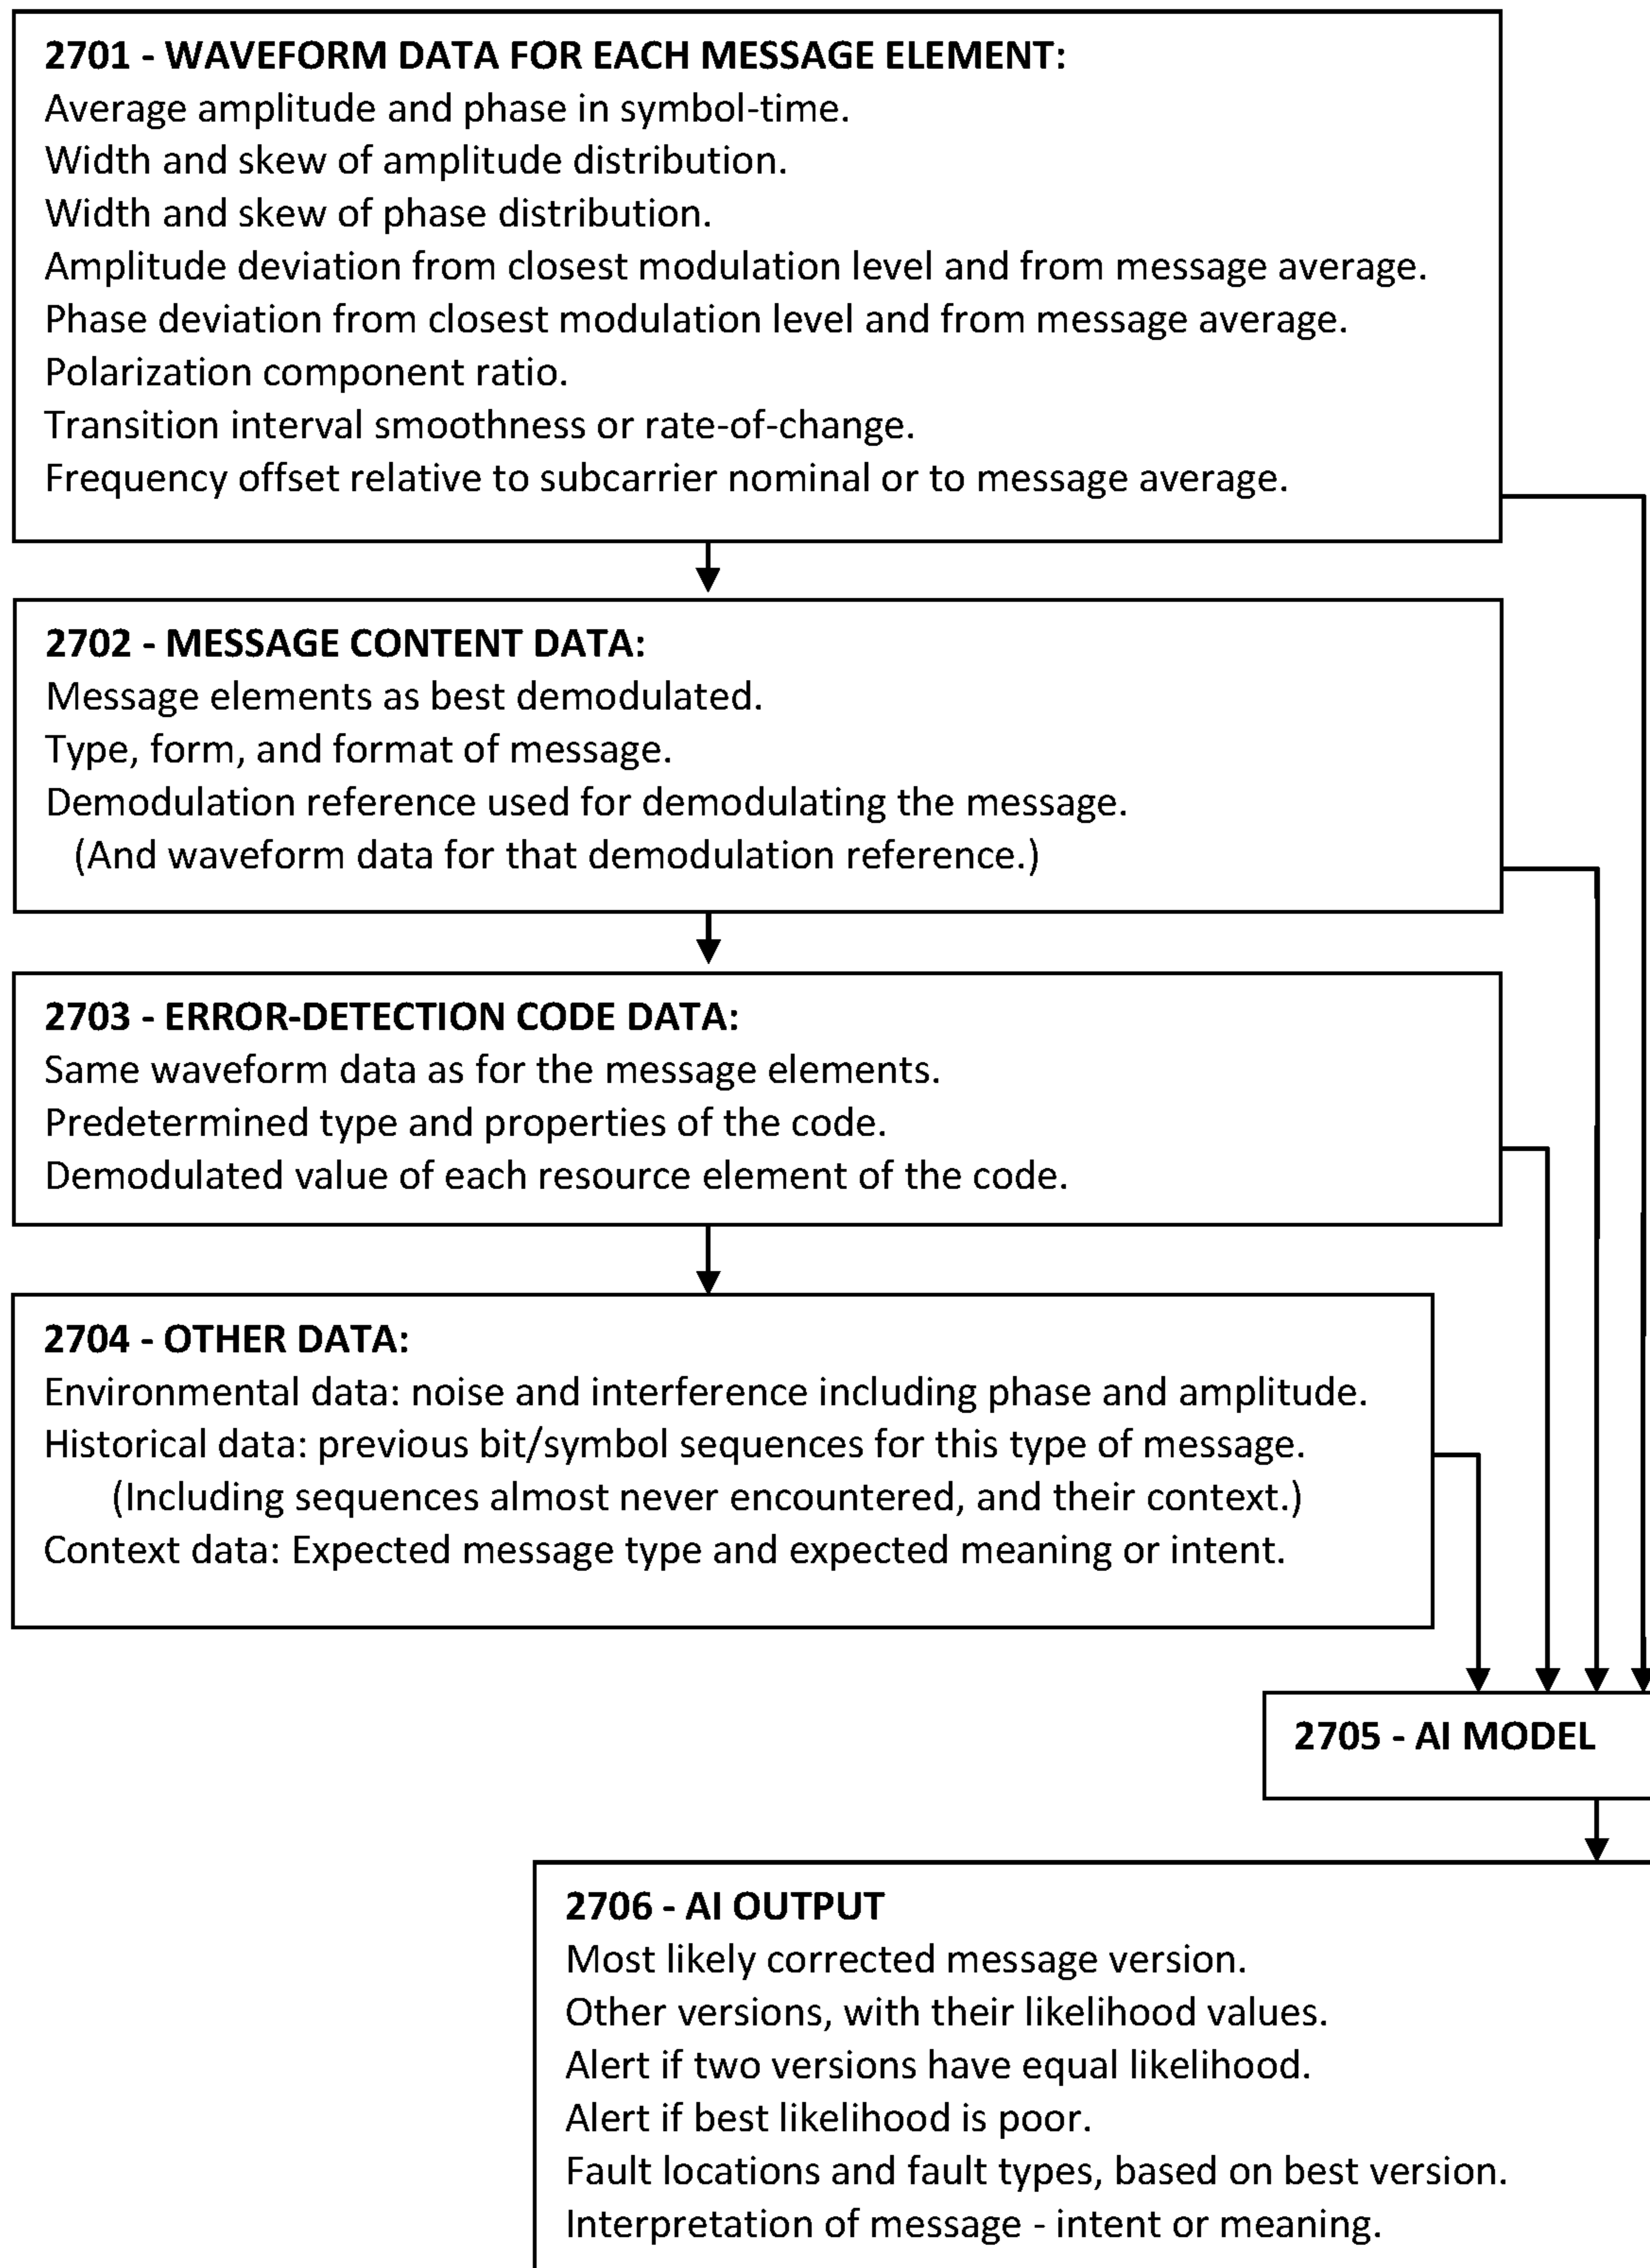 2701 - WAVEFORM DATA FOR EACH MESSAGE ELEMENT:
Average amplitude and phase in symbol-time.
Width and skew of amplitude distribution.
Width and skew of phase distribution.
Amplitude deviation from closest modulation level and from message average.
Phase deviation from closest modulation level and from message average.
Polarization component ratio.
Transition interval smoothness or rate-of-change.
Frequency offset relative to subcarrier nominal or to message average.
2702 - MESSAGE CONTENT DATA:
Message elements as best demodulated.
Type, form, and format of message.
Demodulation reference used for demodulating the message.
(And waveform data for that demodulation reference.)
2703 - ERROR-DETECTION CODE DATA:
Same waveform data as for the message elements.
Predetermined type and properties of the code.
Demodulated value of each resource element of the code.
2704 - OTHER DATA:
Environmental data: noise and interference including phase and amplitude.
Historical data: previous bit/symbol sequences for this type of message.
(Including sequences almost never encountered, and their context.)
Context data: Expected message type and expected meaning or intent.
2705 - AI MODEL
2706 - AI OUTPUT
Most likely corrected message version.
Other versions, with their likelihood values.
Alert if two versions have equal likelihood.
Alert if best likelihood is poor.
Fault locations and fault types, based on best version.
Interpretation of message - intent or meaning.